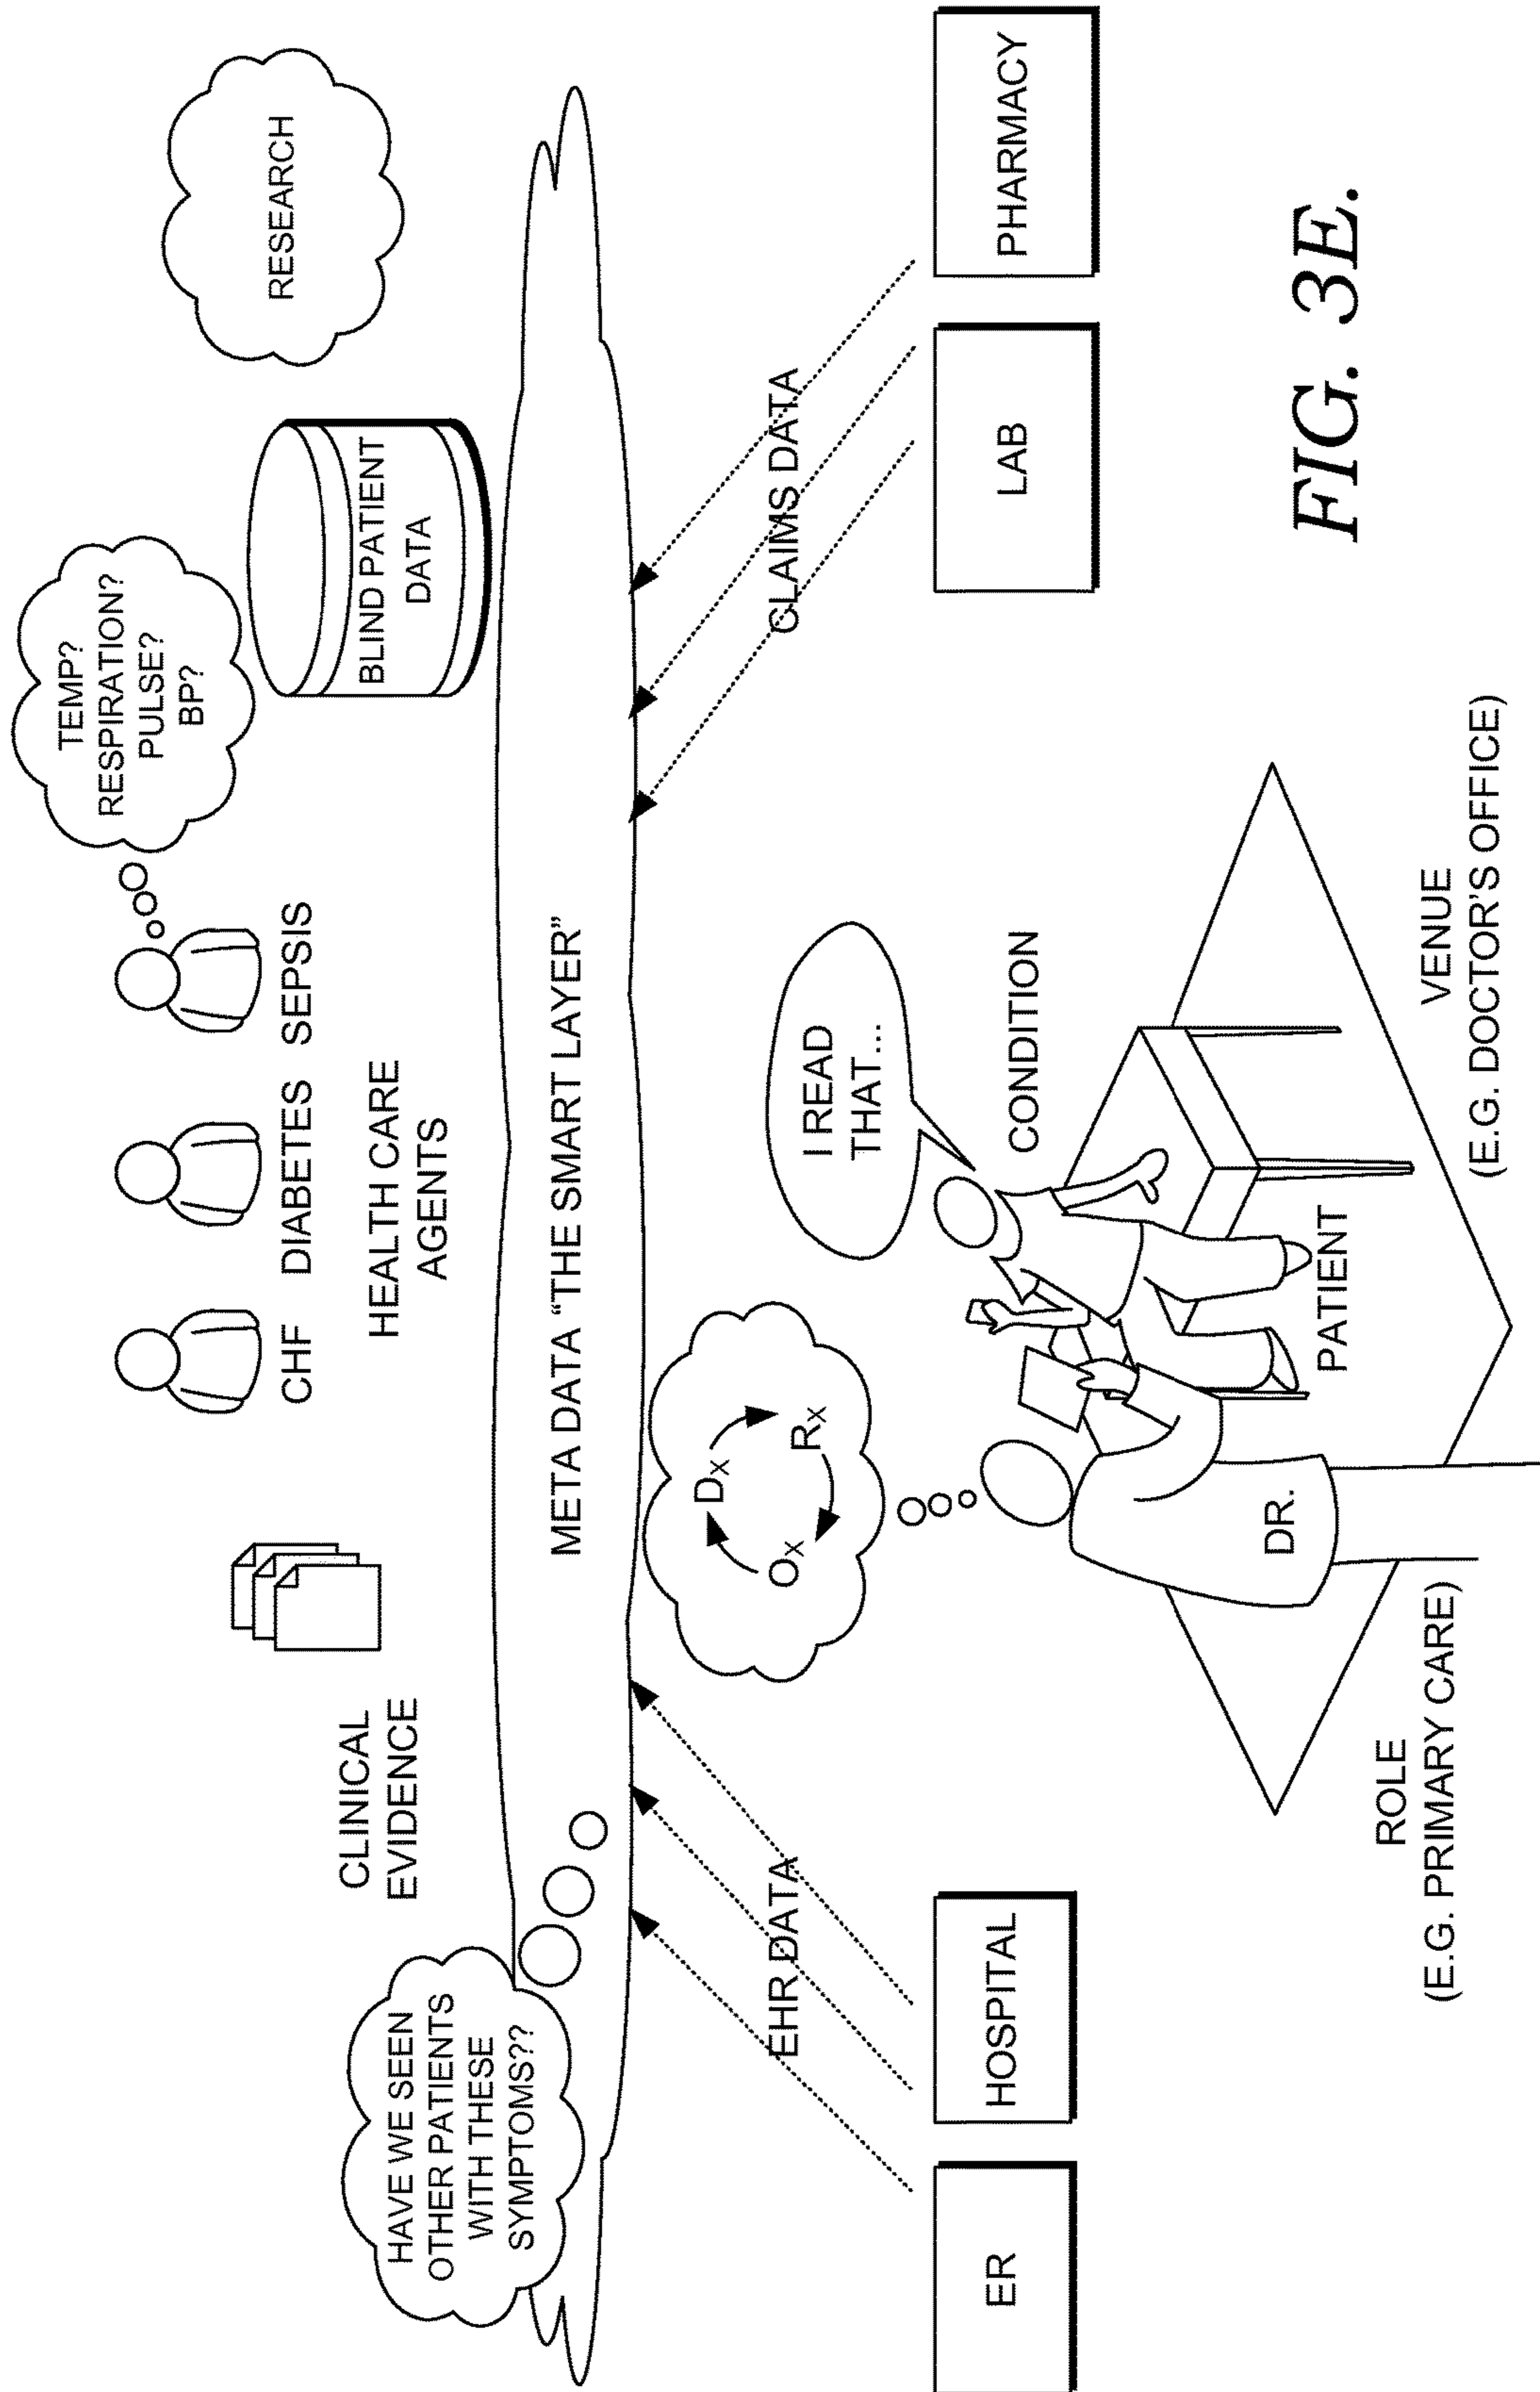 TEMP?
RESPIRATION?
PULSE?
BP?
RESEARCH
CHF
DIABETES
SEPSIS
HEALTH CARE
AGENTS
BLIND PATIENT
DATA
CLINICAL
EVIDENCE
HAVE WE SEEN
OTHER PATIENTS
WITH THESE
SYMPTOMS??
META DATA “THE SMART LAYER”
DX
RX
OX
I READ
THAT...
EHR DATA
CLAIMS DATA
CONDITION
ER
HOSPITAL
LAB
PHARMACY
DR.
PATIENT
ROLE
(E.G. PRIMARY CARE)
VENUE
(E.G. DOCTOR'S OFFICE)
FIG. 3E.